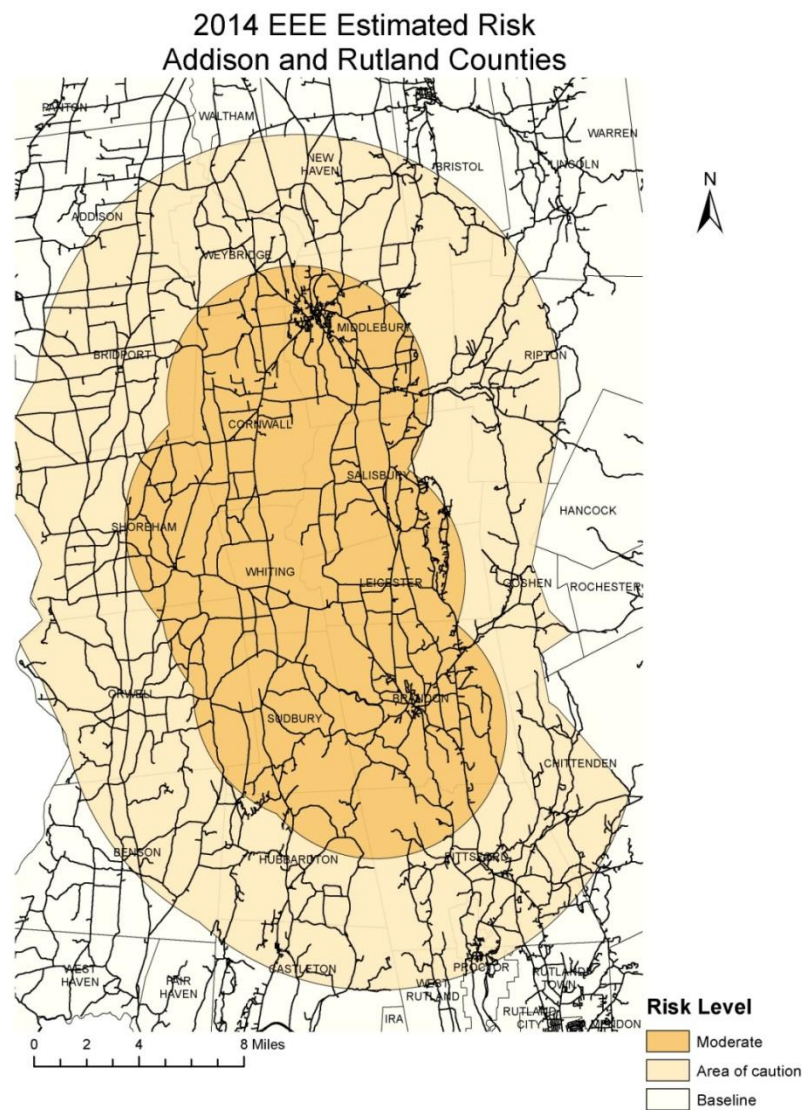 2014 EEE Estimated Risk
Addison and Rutland Counties
PANTON
WALTHAM
WARREN
NEW
HAVEN
BRISTOL
LINCOLN
N
ADDISON
WEYBRIDGE
MIDDLEBURY
BRIDPORT
RIPTON
CORNWALL
SALISBURY
HANCOCK
SHOREHAM
WHITING
LEICESTER
GOSHEN
ROCHESTER
ORWELL
BRANDON
SUDBURY
CHITTENDEN
BENSON
HUBBARDTON
PITTSFORD
WEST
HAVEN
FAIR
HAVEN
CASTLETON
WEST
RUTLAND
PROCTOR
RUTLAND
TOWN
IRA
RUTLAND
CITY
MENDON
Risk Level
Moderate
Area of caution
Baseline
0 2 4 8 Miles